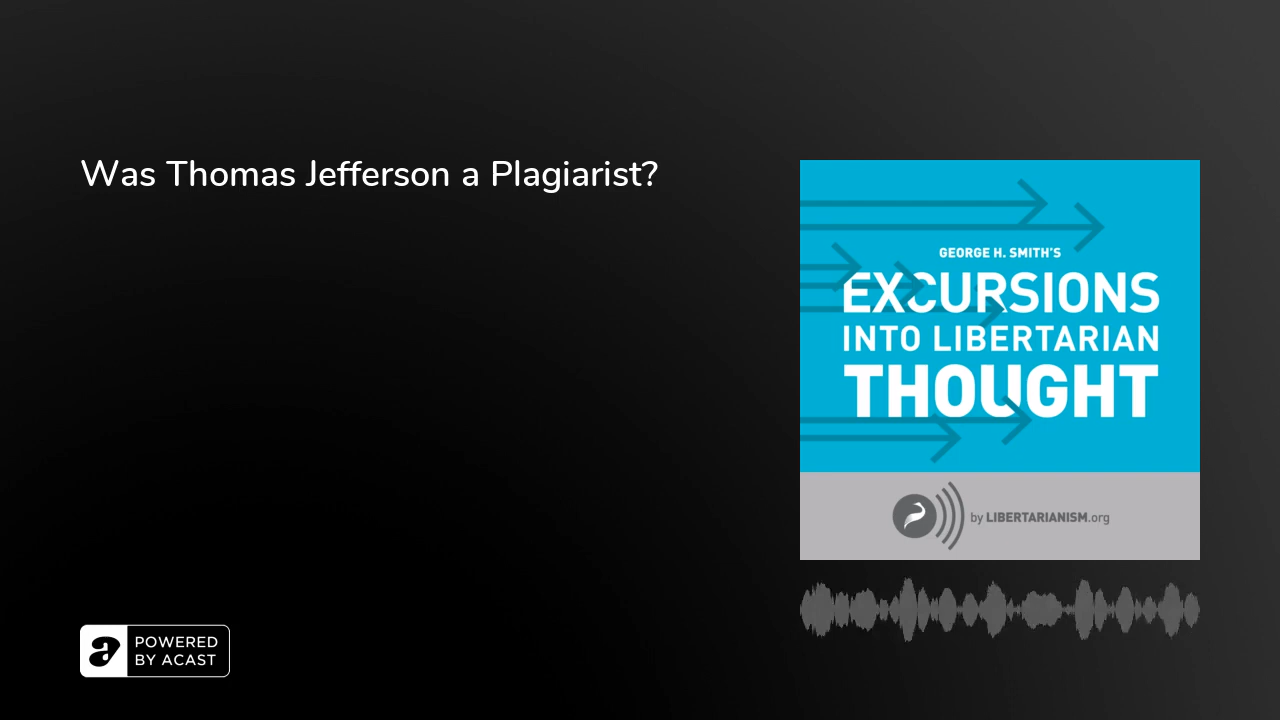 Was Thomas Jefferson a Plagiarist?
GEORGE H. SMITH'S
EXCURSIONS
INTO LIBERTARIAN
THOUGHT
by LIBERTARIANISM.org
a
POWERED
BY ACAST